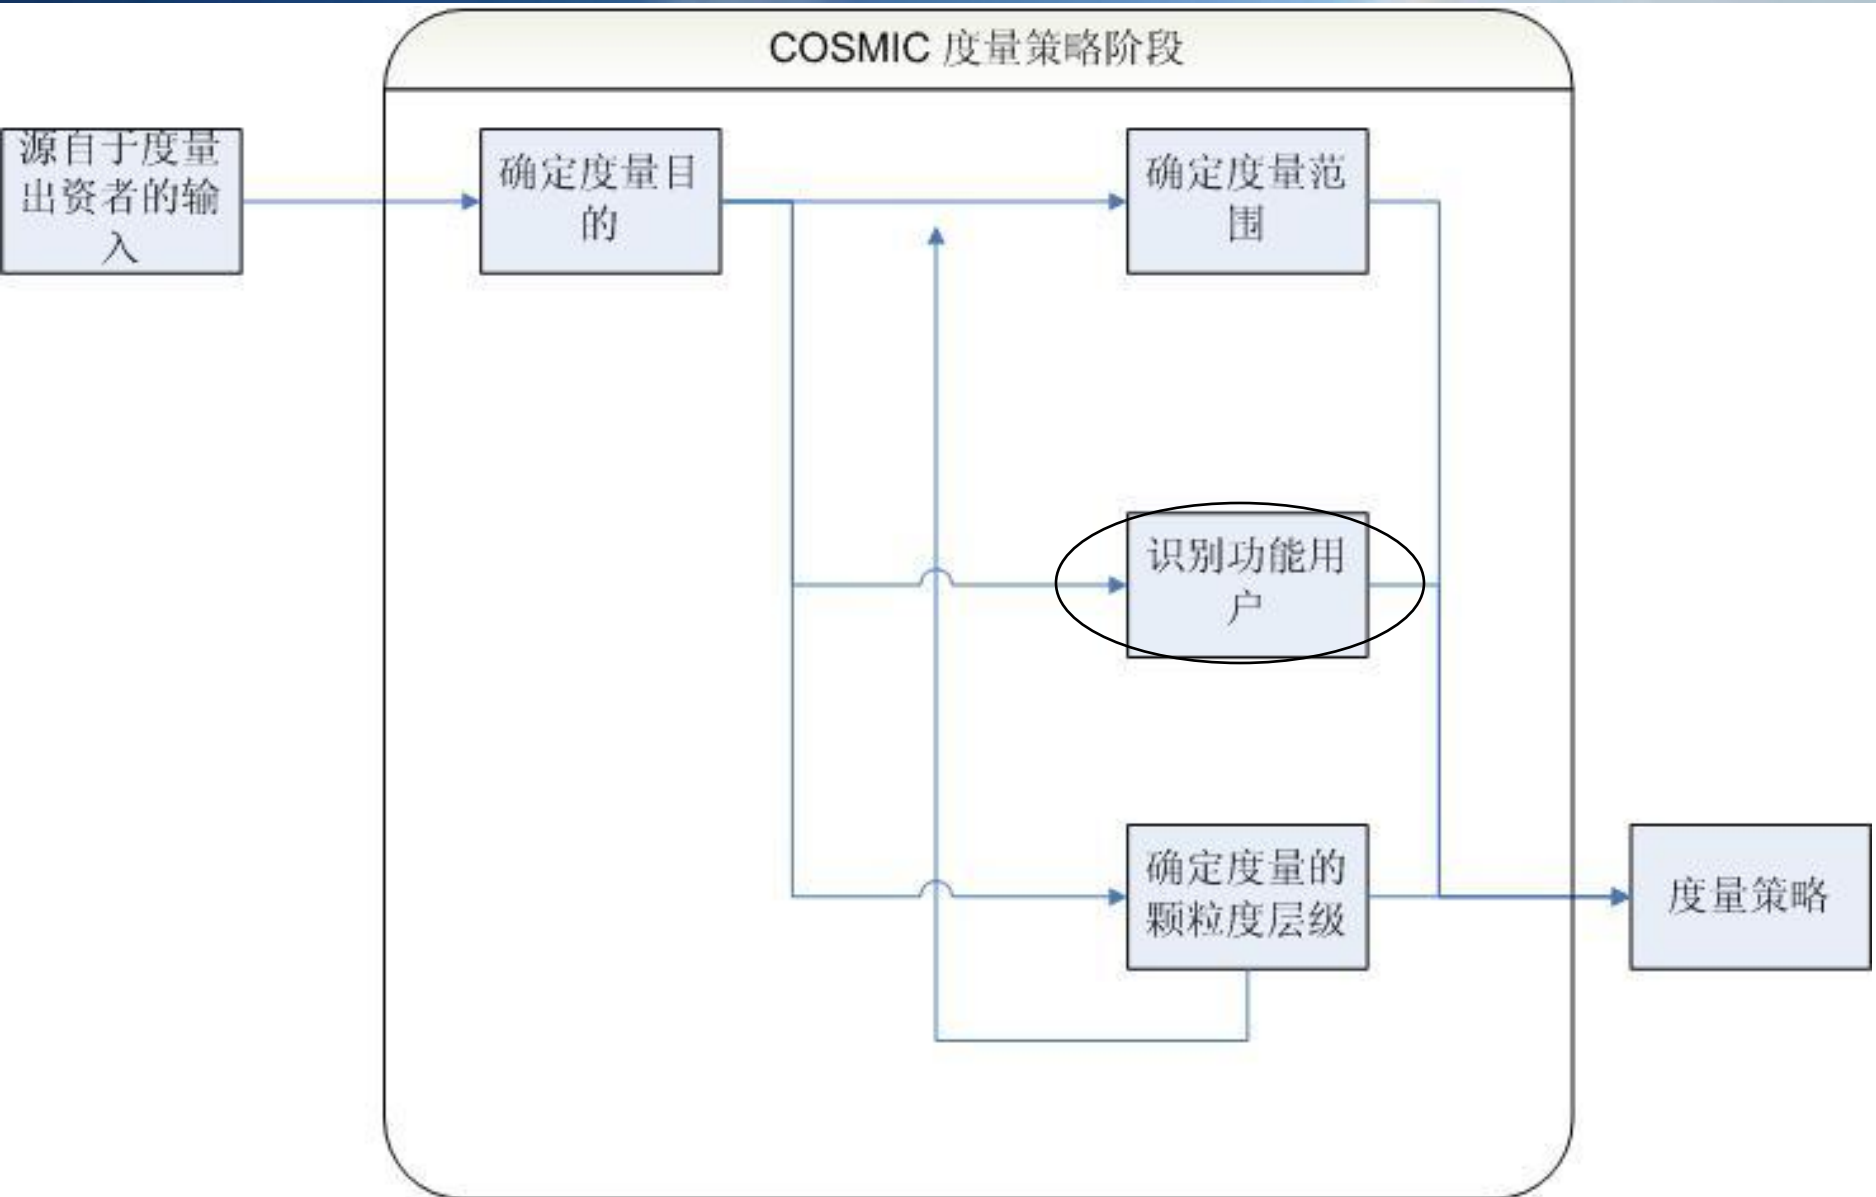 COSMIC 度量策略阶段
源自于度量
出资者的输
入
确定度量目
的
确定度量范
围
识别功能用
户
确定度量的
颗粒度层级
度量策略